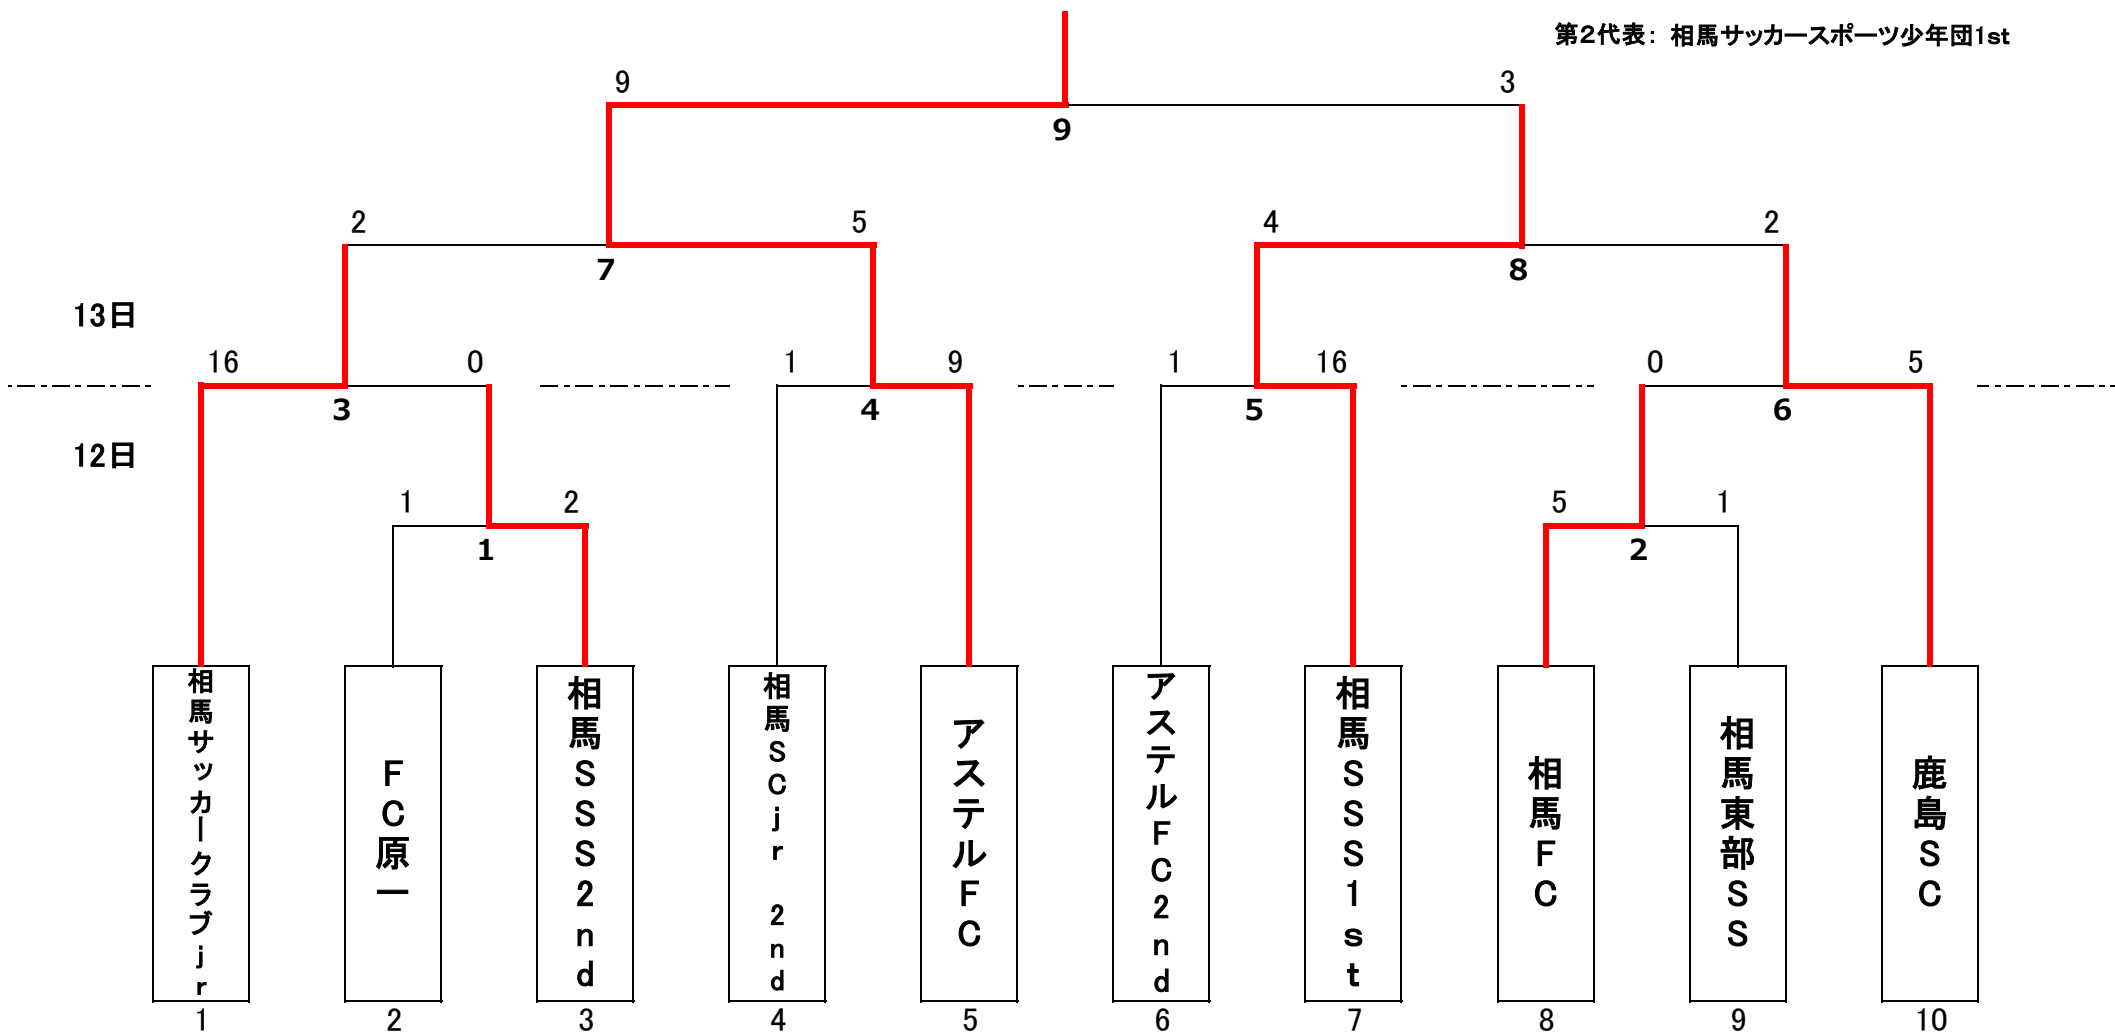 第2代表: 相馬サッカースポーツ少年団1st
9 3
9
2 5 4 2
7 8
13日
16 0 1 9 1 16 0 5
3 4 5 6
12日
1 2 5 1
1 2
相馬サッカークラブjr
FC原一
相馬SSS2nd
相馬SCjr 2nd
アステルFC
アステルFC2nd
相馬SSS1st
相馬FC
相馬東部SS
鹿島SC
1 2 3 4 5 6 7 8 9 10